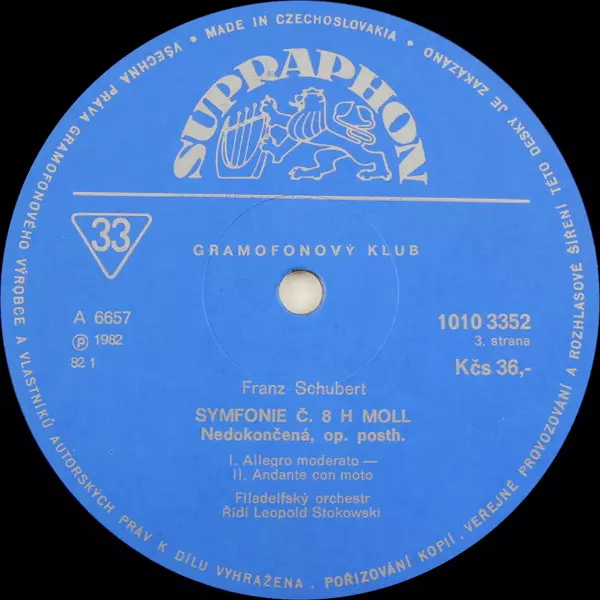 MADE IN CZECHOSLOVAKIA •
VŠECHNA PRÁVA GRAMOFONOVÉHO VÝROBCE A VLASTNÍKŮ AUTORSKÝCH PRÁV K DÍLU VYHRAŽENA . POŘIZOVÁNÍ KOPIÍ . VEŘEJNÉ PROVOZOVÁNÍ A ROZHLASOVÉ ŠÍŘENÍ TÉTO DESKY JE ZAKÁZÁNO •
SUPRAPHON
33
GRAMOFONOVÝ KLUB
A 6657
℗ 1982
82 1
1010 3352
3. strana
Kčs 36,-
Franz Schubert
SYMFONIE Č. 8 H MOLL
Nedokončená, op. posth.
I. Allegro moderato —
II. Andante con moto
Filadelfský orchestr
Řídí Leopold Stokowski